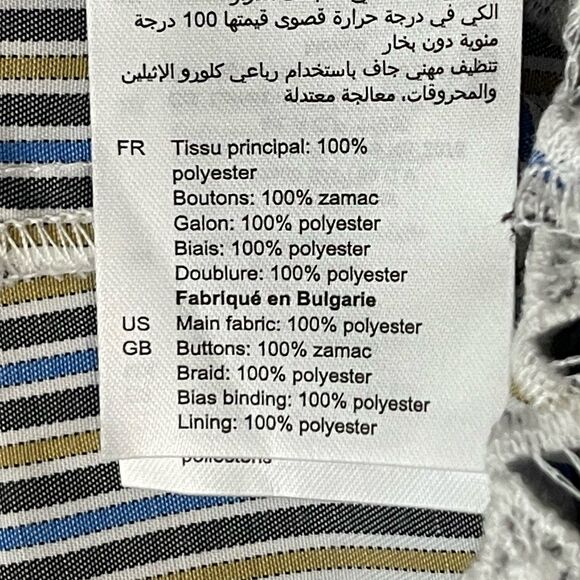 الكي في درجة حرارة قصوى قيمتها 100 درجة
مئوية دون بخار
تنظيف مهني جاف باستخدام رباعي كلورو الإثيلين
والمحروقات، معالجة معتدلة
FR Tissu principal: 100%
polyester
Boutons: 100% zamac
Galon: 100% polyester
Biais: 100% polyester
Doublure: 100% polyester
Fabriqué en Bulgarie
US Main fabric: 100% polyester
GB Buttons: 100% zamac
Braid: 100% polyester
Bias binding: 100% polyester
Lining: 100% polyester